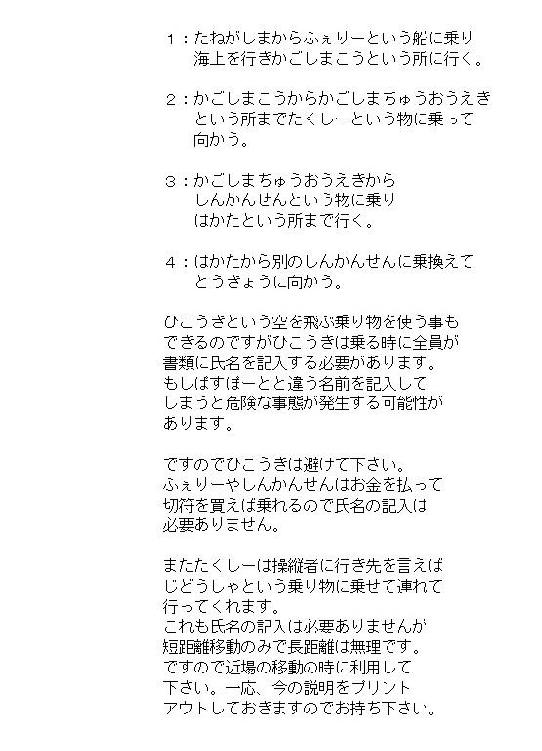 １：たねがしまからふぇりーという船に乗り
海上を行きかごしまこうという所に行く。
２：かごしまこうからかごしまちゅうおうえき
という所までたくしーという物に乗って
向かう。
３：かごしまちゅうおうえきから
しんかんせんという物に乗り
はかたという所まで行く。
４：はかたから別のしんかんせんに乗換えて
とうきょうに向かう。
ひこうきという空を飛ぶ乗り物を使う事も
できるのですがひこうきは乗る時に全員が
書類に氏名を記入する必要があります。
もしぱすぽーとと違う名前を記入して
しまうと危険な事態が発生する可能性が
あります。
ですのでひこうきは避けて下さい。
ふぇりーやしんかんせんはお金を払って
切符を買えば乗れるので氏名の記入は
必要ありません。
またたくしーは操縦者に行き先を言えば
じどうしゃという乗り物に乗せて連れて
行ってくれます。
これも氏名の記入は必要ありませんが
短距離移動のみで長距離は無理です。
ですので近場の移動の時に利用して
下さい。一応、今の説明をプリント
アウトしておきますのでお持ち下さい。